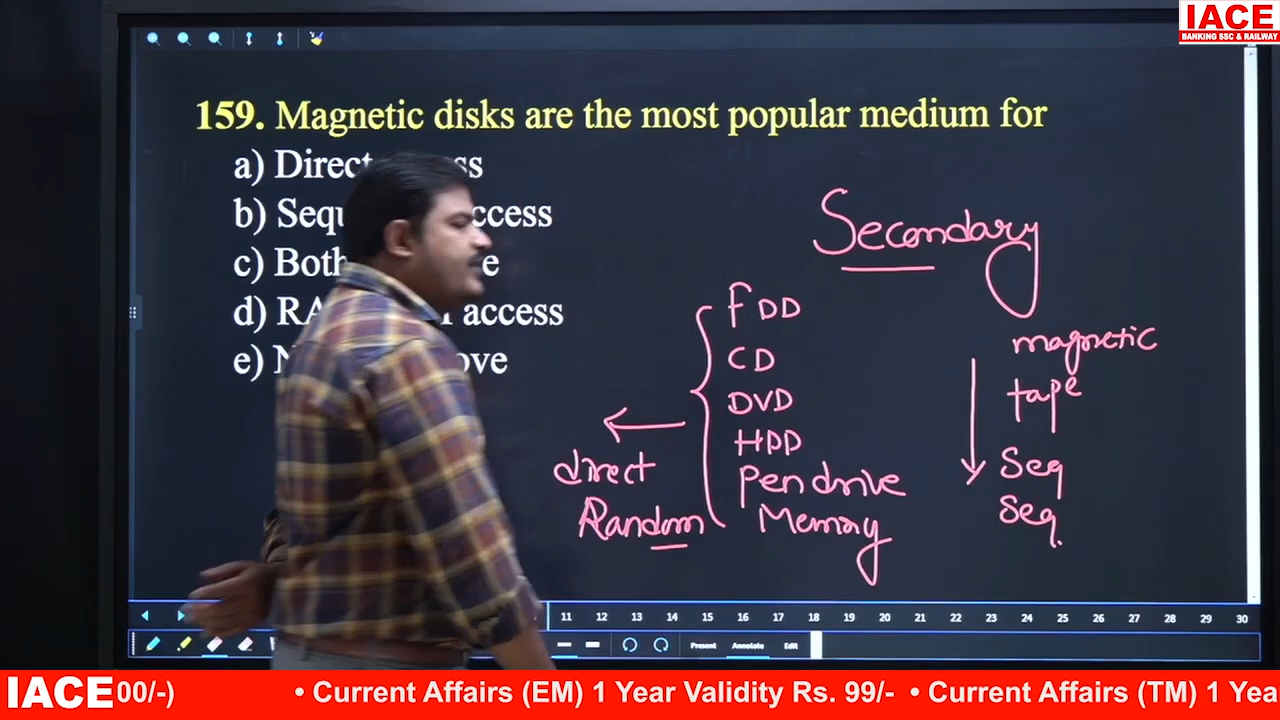 IACE
BANKING SSC & RAILWAY
159. Magnetic disks are the most popular medium for
a) Direct
b) access
c) Both
d) access
e)
Secondary
FDD
CD
DVD
HDD
Pendrive
Memory
direct
Random
magnetic
tape
Seq
Seq.
11 12 13 14 15 16 17 18 19 20 21 22 23 24 25 26 27 28 29 30
Present Annotate Edit
IACE 00/-) • Current Affairs (EM) 1 Year Validity Rs. 99/- • Current Affairs (TM) 1 Yea